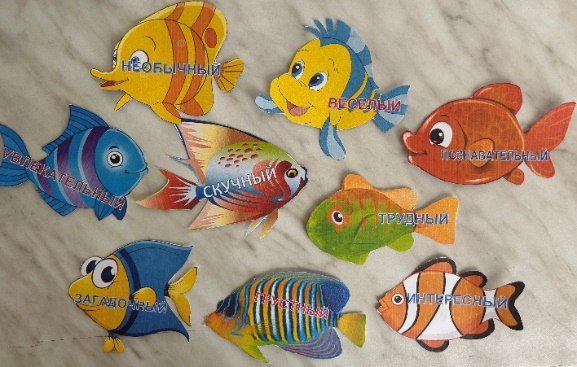 НЕОБЫЧНЫЙ
ВЕСЕЛЫЙ
ПОЗНАВАТЕЛЬНЫЙ
УВЛЕКАТЕЛЬНЫЙ
СКУЧНЫЙ
ТРУДНЫЙ
ЗАГАДОЧНЫЙ
ГРУСТНЫЙ
ИНТЕРЕСНЫЙ